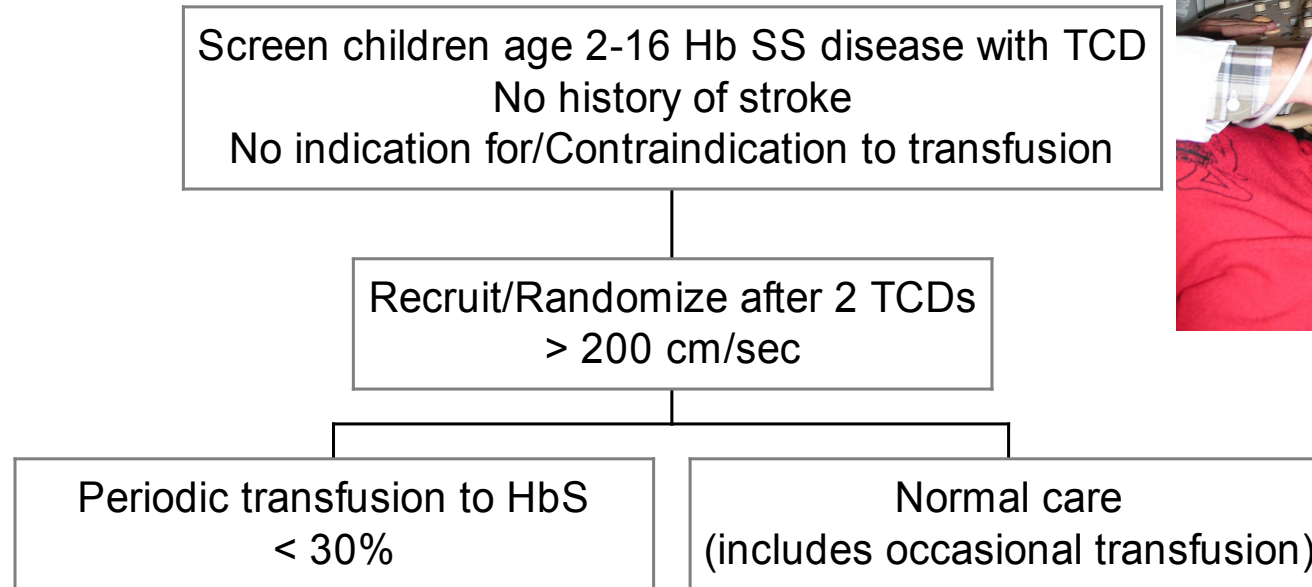 Screen children age 2-16 Hb SS disease with TCD
No history of stroke
No indication for/Contraindication to transfusion
Recruit/Randomize after 2 TCDs
> 200 cm/sec
Periodic transfusion to HbS
< 30%
Normal care
(includes occasional transfusion)